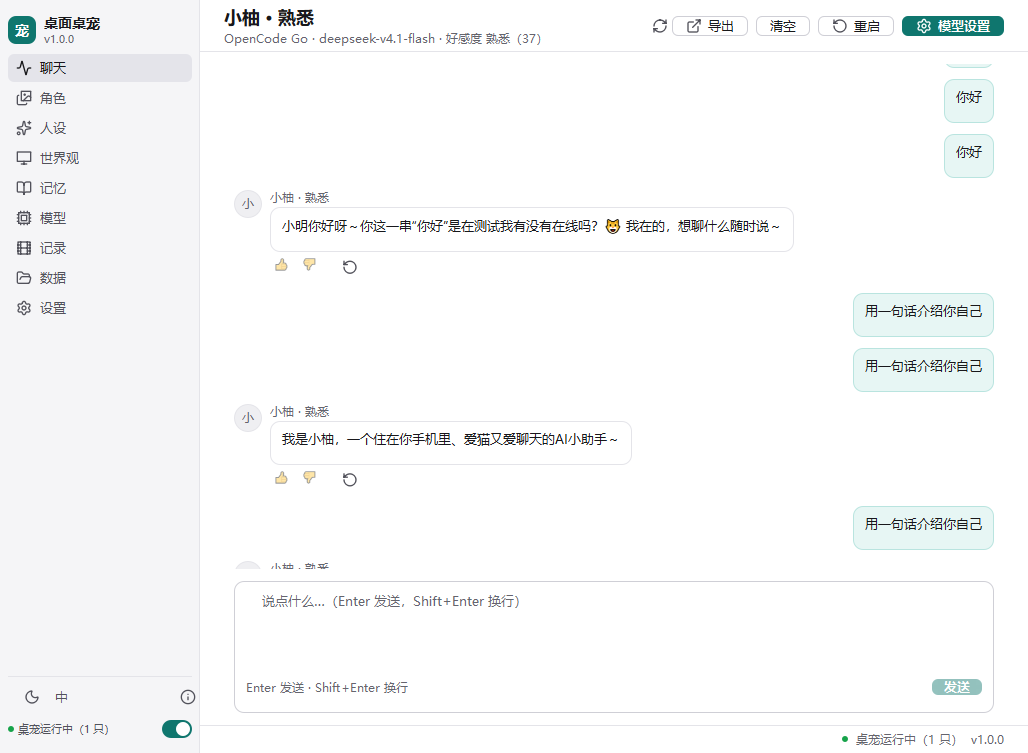 宠
桌面桌宠
v1.0.0
聊天
角色
人设
世界观
记忆
模型
记录
数据
设置
中
桌宠运行中（1 只）
小柚 · 熟悉
OpenCode Go · deepseek-v4.1-flash · 好感度 熟悉（37）
导出
清空
重启
模型设置
你好
你好
小
小柚 · 熟悉
小明你好呀～你这一串“你好”是在测试我有没有在线吗？🐱 我在的，想聊什么随时说～
用一句话介绍你自己
用一句话介绍你自己
小
小柚 · 熟悉
我是小柚，一个住在你手机里、爱猫又爱聊天的AI小助手～
用一句话介绍你自己
小柚 · 熟悉
说点什么...（Enter 发送，Shift+Enter 换行）
Enter 发送 · Shift+Enter 换行
发送
桌宠运行中（1 只）
v1.0.0